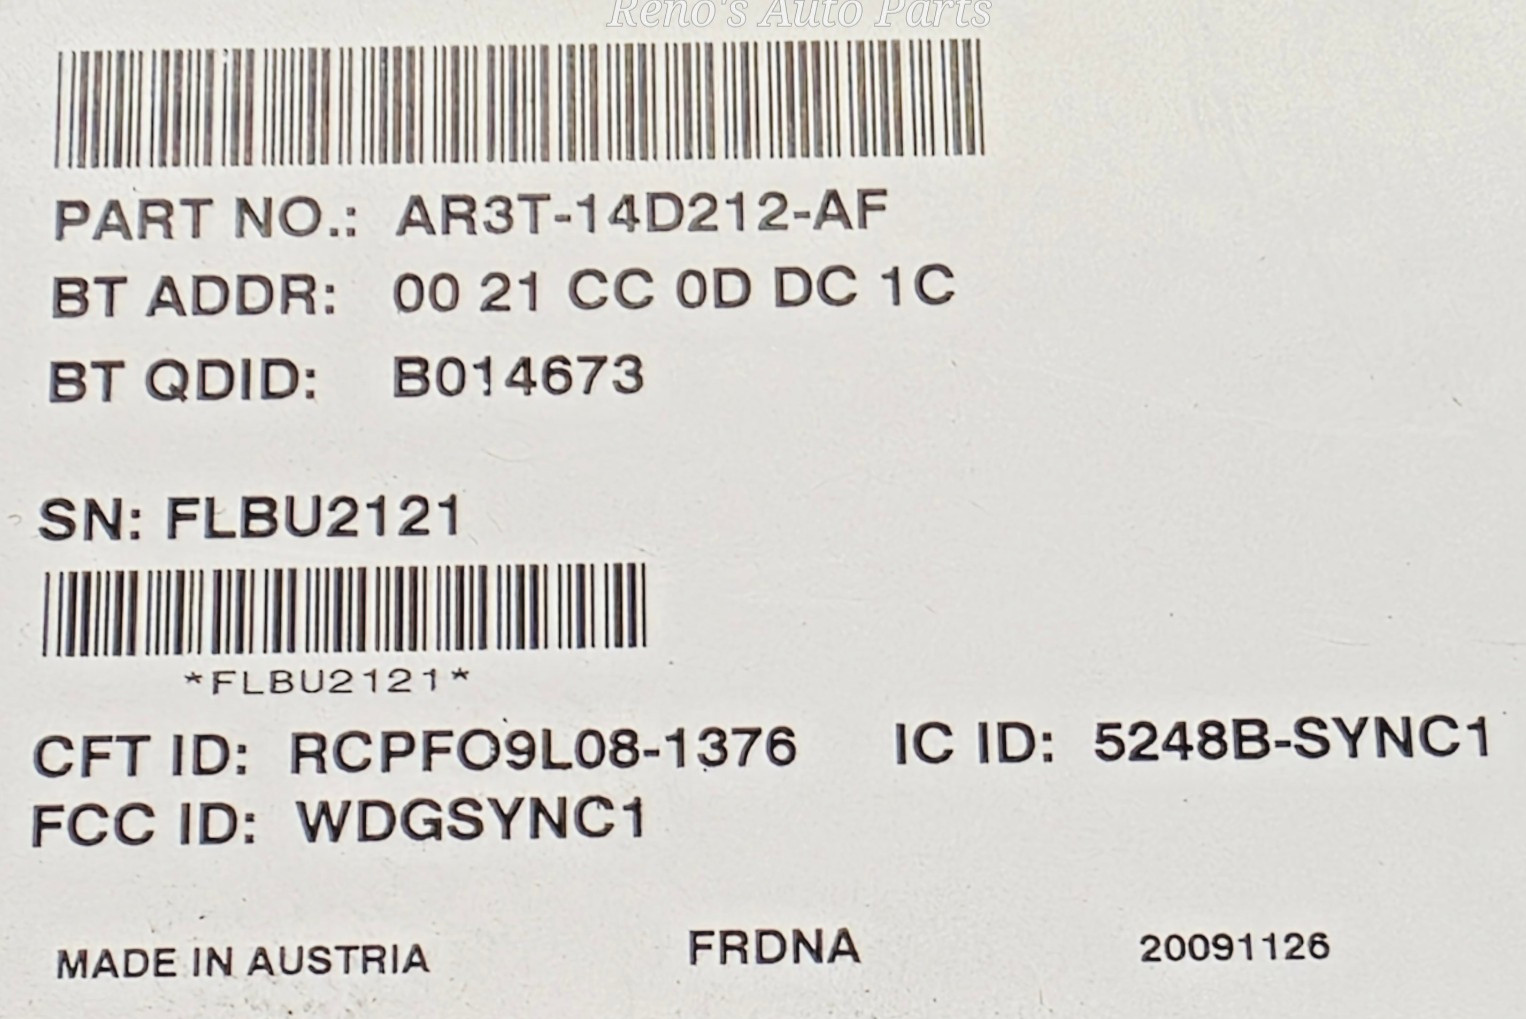 Reno's Auto Parts
PART NO.: AR3T-14D212-AF
BT ADDR: 00 21 CC 0D DC 1C
BT QDID: B014673
SN: FLBU2121
*FLBU2121*
CFT ID: RCPFO9L08-1376 IC ID: 5248B-SYNC1
FCC ID: WDGSYNC1
MADE IN AUSTRIA FRDNA 20091126